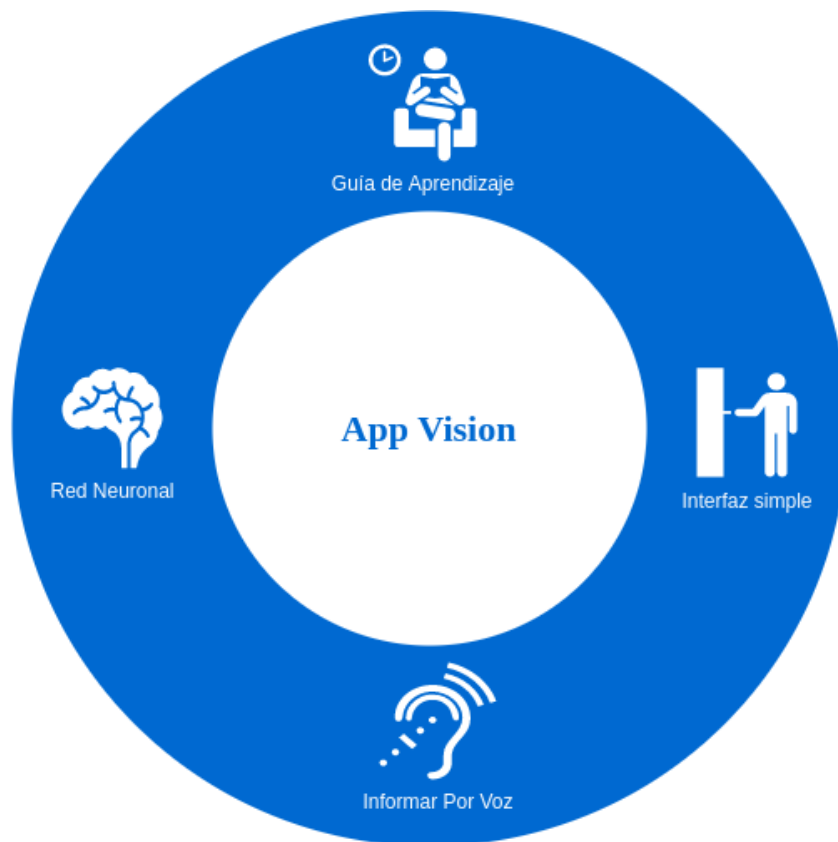 Guía de Aprendizaje
Red Neuronal
App Vision
Interfaz simple
Informar Por Voz